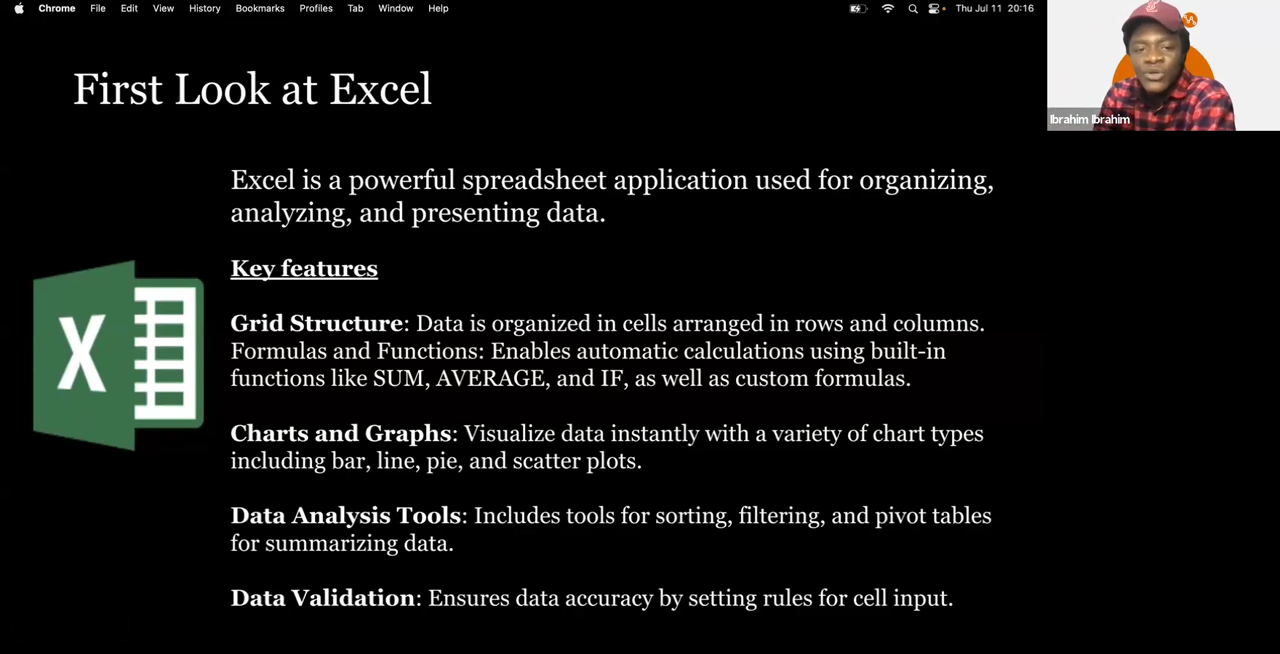 Chrome File Edit View History Bookmarks Profiles Tab Window Help Thu Jul 11 20:16
First Look at Excel
Ibrahim Ibrahim
Excel is a powerful spreadsheet application used for organizing,
analyzing, and presenting data.
Key features
Grid Structure: Data is organized in cells arranged in rows and columns.
Formulas and Functions: Enables automatic calculations using built-in
functions like SUM, AVERAGE, and IF, as well as custom formulas.
Charts and Graphs: Visualize data instantly with a variety of chart types
including bar, line, pie, and scatter plots.
Data Analysis Tools: Includes tools for sorting, filtering, and pivot tables
for summarizing data.
Data Validation: Ensures data accuracy by setting rules for cell input.
X